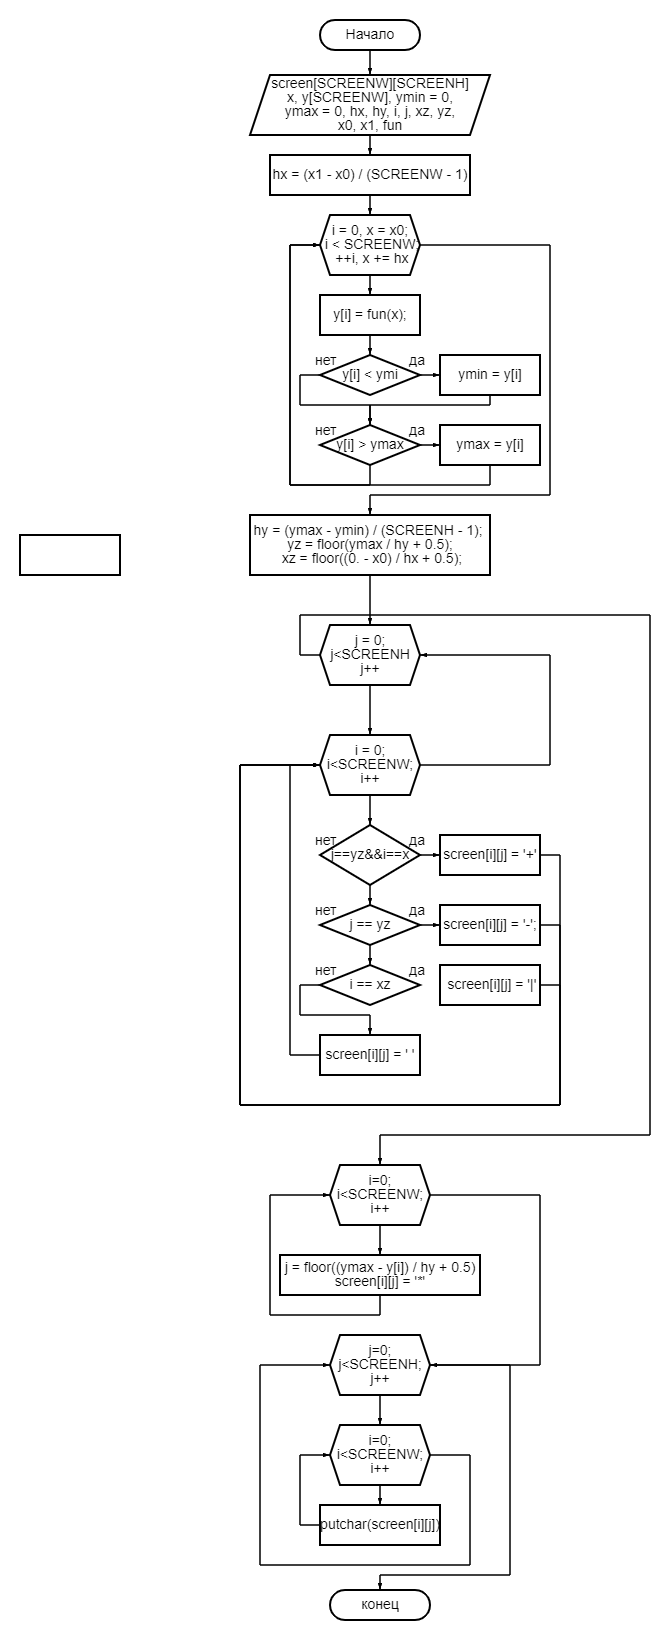 Начало
screen[SCREENW][SCREENH]
x, y[SCREENW], ymin = 0,
ymax = 0, hx, hy, i, j, xz, yz,
x0, x1, fun
hx = (x1 - x0) / (SCREENW - 1)
i = 0, x = x0;
i < SCREENW;
++i, x += hx
y[i] = fun(x);
нет
да
y[i] < ymi
ymin = y[i]
нет
да
y[i] > ymax
ymax = y[i]
hy = (ymax - ymin) / (SCREENH - 1);
yz = floor(ymax / hy + 0.5);
xz = floor((0. - x0) / hx + 0.5);
j = 0;
j<SCREENH
j++
i = 0;
i<SCREENW;
i++
нет
да
j==yz&&i==x
screen[i][j] = '+'
нет
да
j == yz
screen[i][j] = '-';
нет
да
i == xz
screen[i][j] = '|'
screen[i][j] = ' '
i=0;
i<SCREENW;
i++
j = floor((ymax - y[i]) / hy + 0.5)
screen[i][j] = '*'
j=0;
j<SCREENH;
j++
i=0;
i<SCREENW;
i++
putchar(screen[i][j])
конец